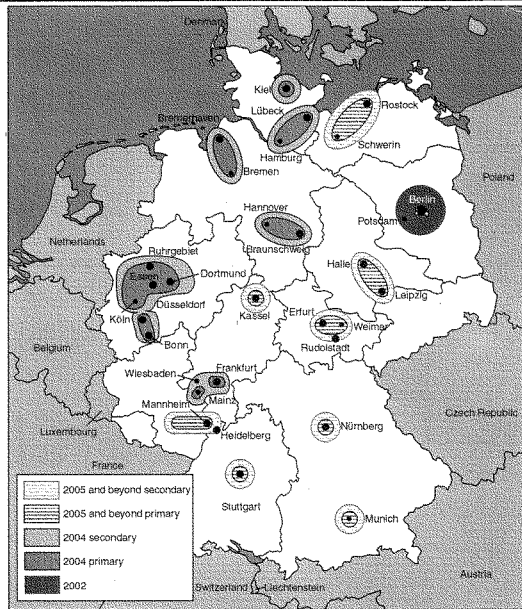 Denmark
Kiel
Lübeck
Rostock
Bremerhaven
Schwerin
Hamburg
Bremen
Poland
Berlin
Hannover
Potsdam
Netherlands
Braunschweig
Ruhrgebiet
Halle
Essen
Dortmund
Leipzig
Düsseldorf
Kassel
Erfurt
Köln
Weimar
Bonn
Rudolstadt
Belgium
Wiesbaden
Frankfurt
Mannheim
Mainz
Czech Republic
Luxembourg
Heidelberg
Nürnberg
France
Stuttgart
Munich
2005 and beyond secondary
2005 and beyond primary
2004 secondary
2004 primary
2002
Austria
Switzerland
Liechtenstein